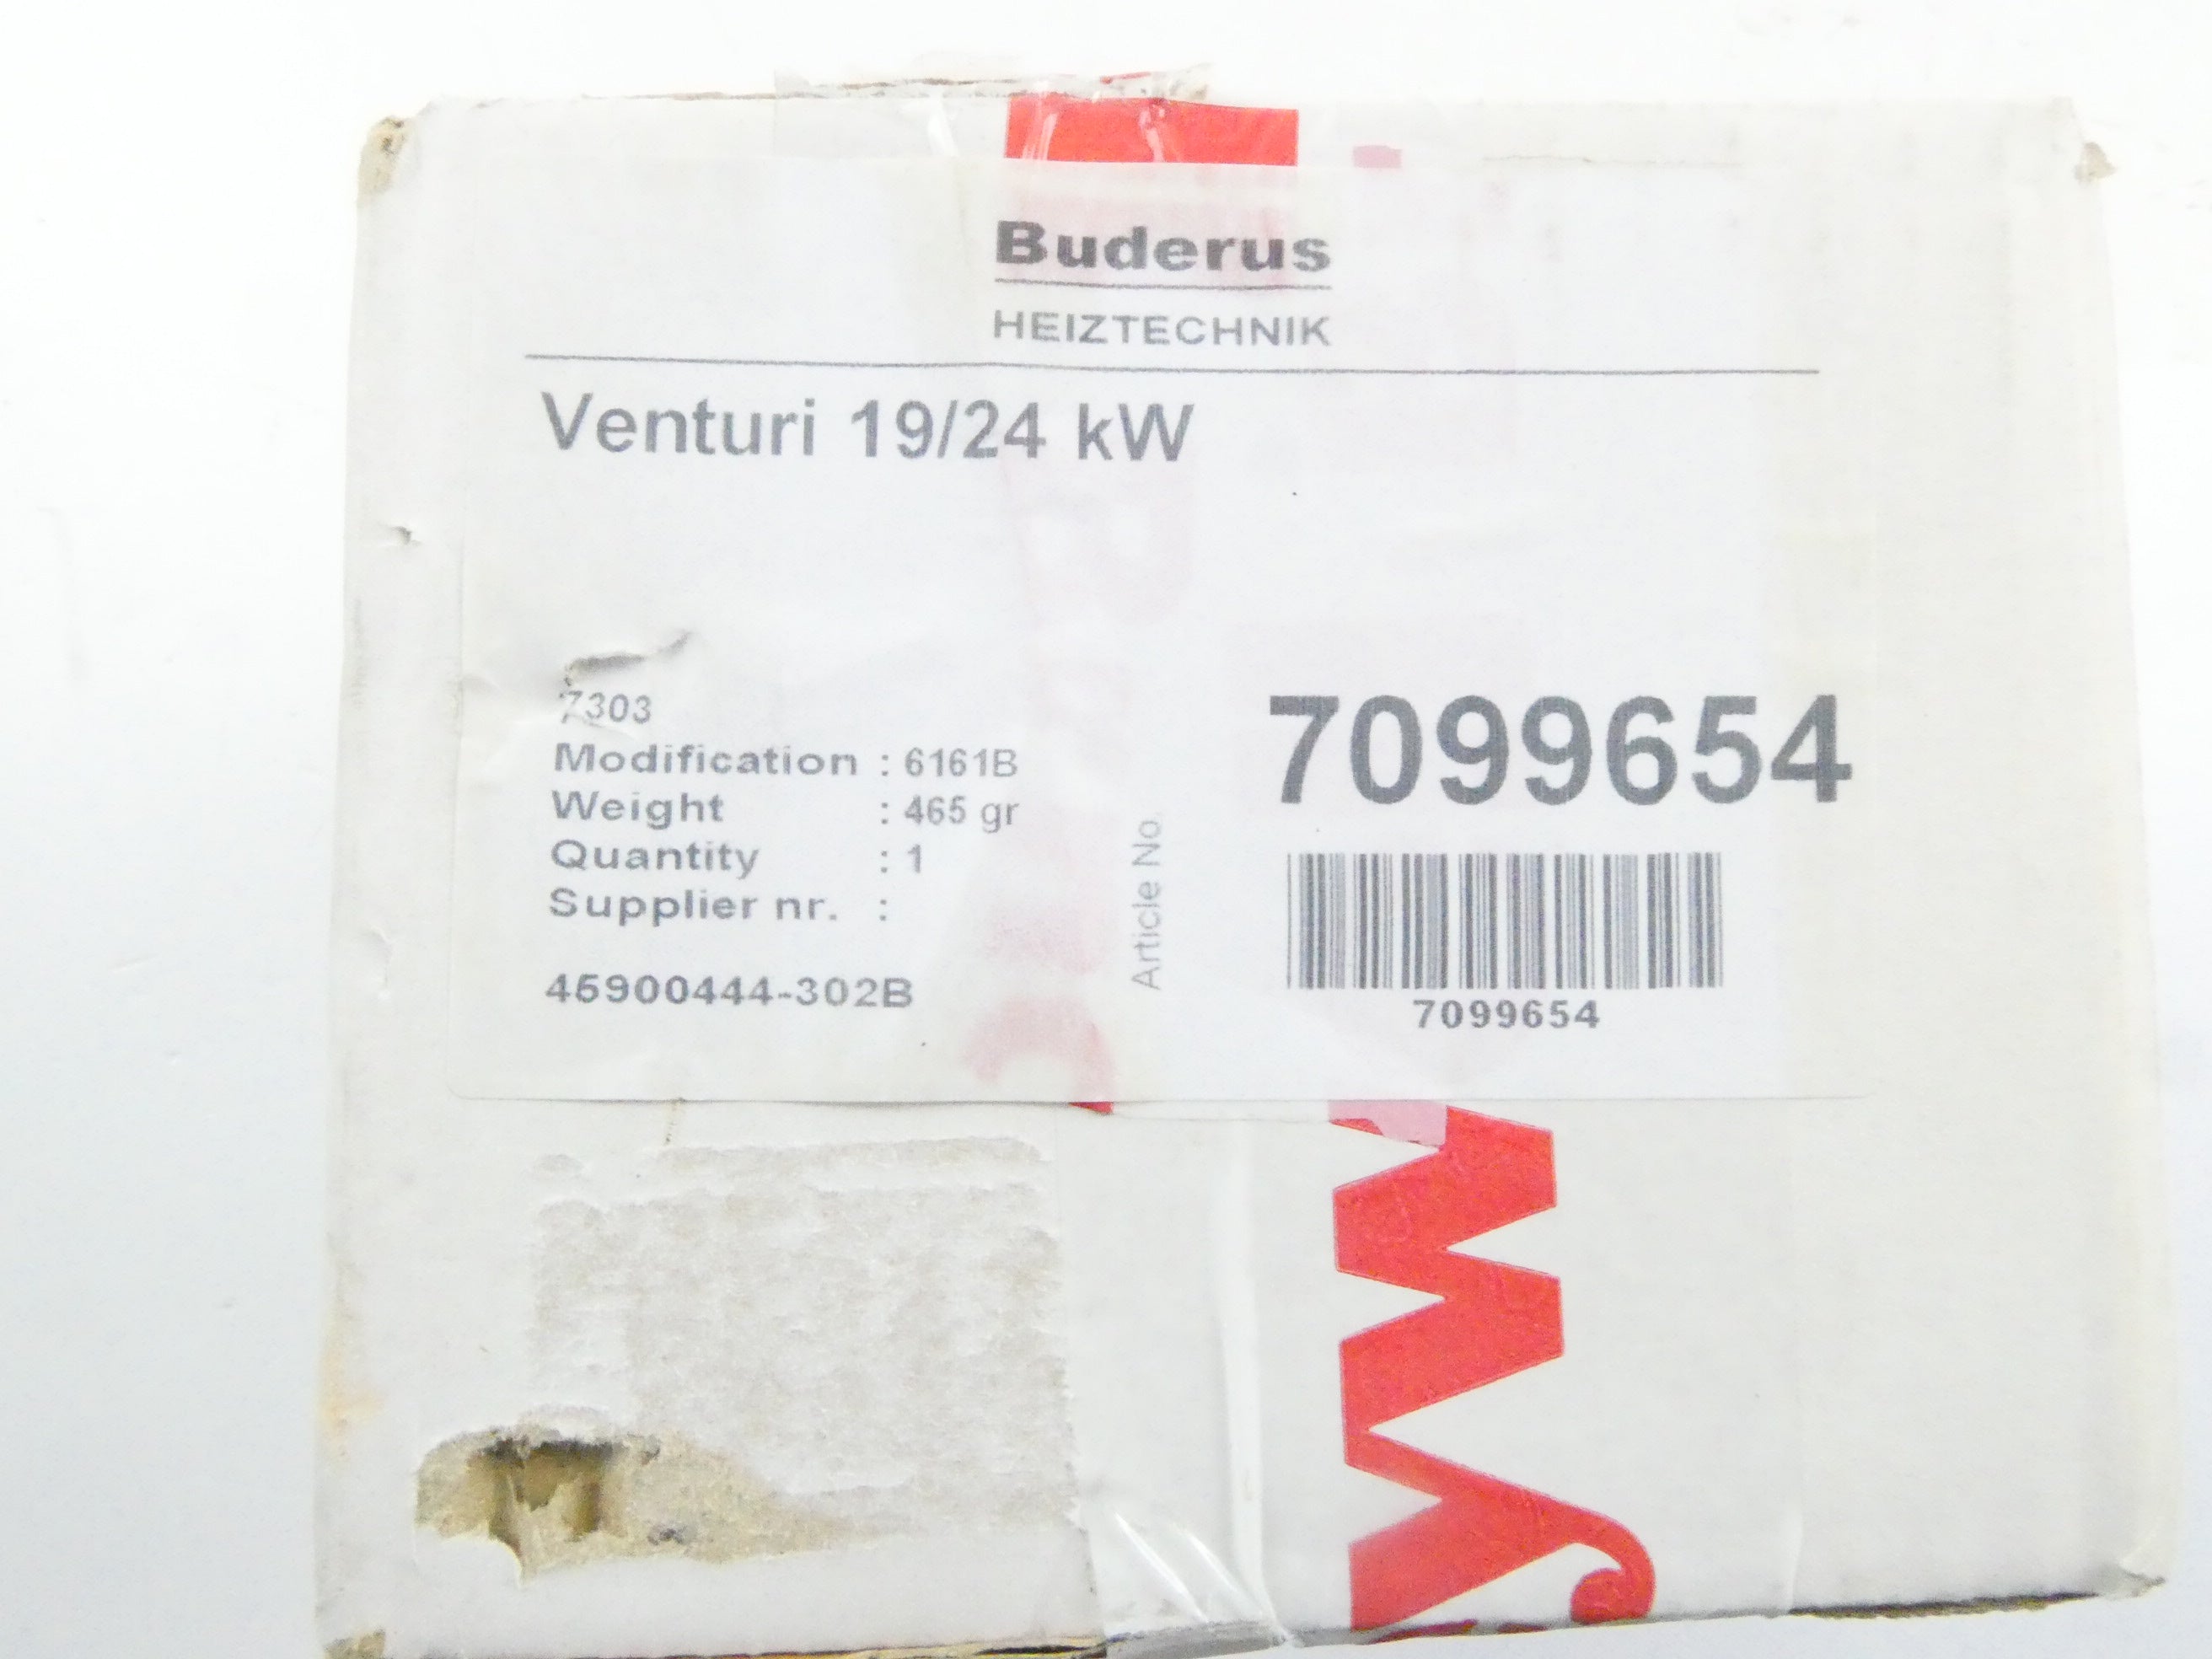 Buderus
HEIZTECHNIK
Venturi 19/24 kW
7303
Modification : 6161B
Weight : 465 gr
Quantity : 1
Supplier nr. :
45900444-302B
Article No
7099654
7099654